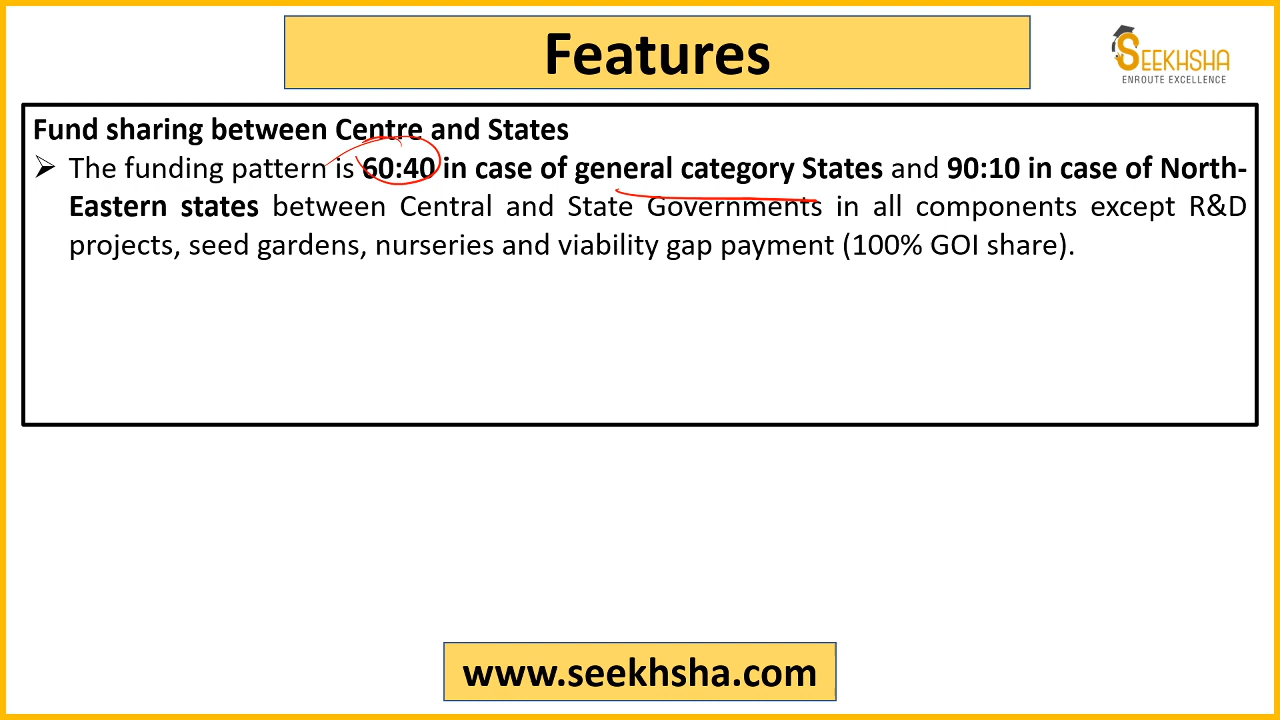 Features
SEEKHSHA
ENROUTE EXCELLENCE
Fund sharing between Centre and States
➢ The funding pattern is 60:40 in case of general category States and 90:10 in case of North-
Eastern states between Central and State Governments in all components except R&D
projects, seed gardens, nurseries and viability gap payment (100% GOI share).
www.seekhsha.com